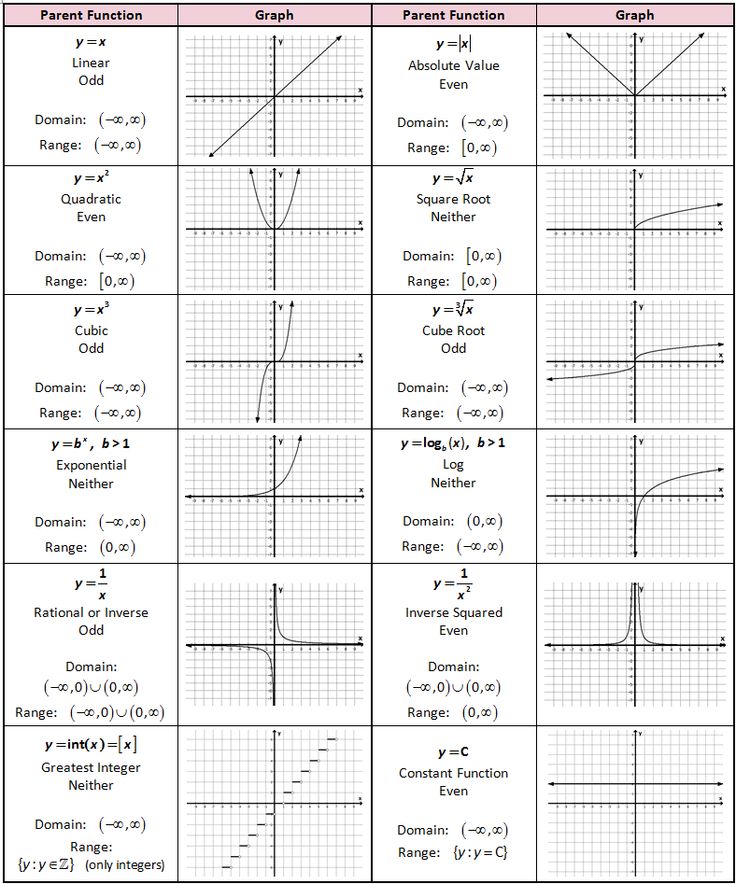 Parent Function
Graph
Parent Function
Graph
y = x
Linear
Odd
Domain: (−∞,∞)
Range: (−∞,∞)
y
x
y = |x|
Absolute Value
Even
Domain: (−∞,∞)
Range: [0,∞)
y
x
y = x²
Quadratic
Even
Domain: (−∞,∞)
Range: [0,∞)
y
x
y = √x
Square Root
Neither
Domain: [0,∞)
Range: [0,∞)
y
x
y = x³
Cubic
Odd
Domain: (−∞,∞)
Range: (−∞,∞)
y
x
y = ∛x
Cube Root
Odd
Domain: (−∞,∞)
Range: (−∞,∞)
y
x
y = bˣ, b > 1
Exponential
Neither
Domain: (−∞,∞)
Range: (0,∞)
y
x
y = log_b(x), b > 1
Log
Neither
Domain: (0,∞)
Range: (−∞,∞)
y
x
y = 1/x
Rational or Inverse
Odd
Domain:
(−∞,0)∪(0,∞)
Range: (−∞,0)∪(0,∞)
y
x
y = 1/x²
Inverse Squared
Even
Domain:
(−∞,0)∪(0,∞)
Range: (0,∞)
y
x
y = int(x) = [x]
Greatest Integer
Neither
Domain: (−∞,∞)
Range:
{y : y ∈ ℤ} (only integers)
y
x
y = C
Constant Function
Even
Domain: (−∞,∞)
Range: {y : y = C}
y
x